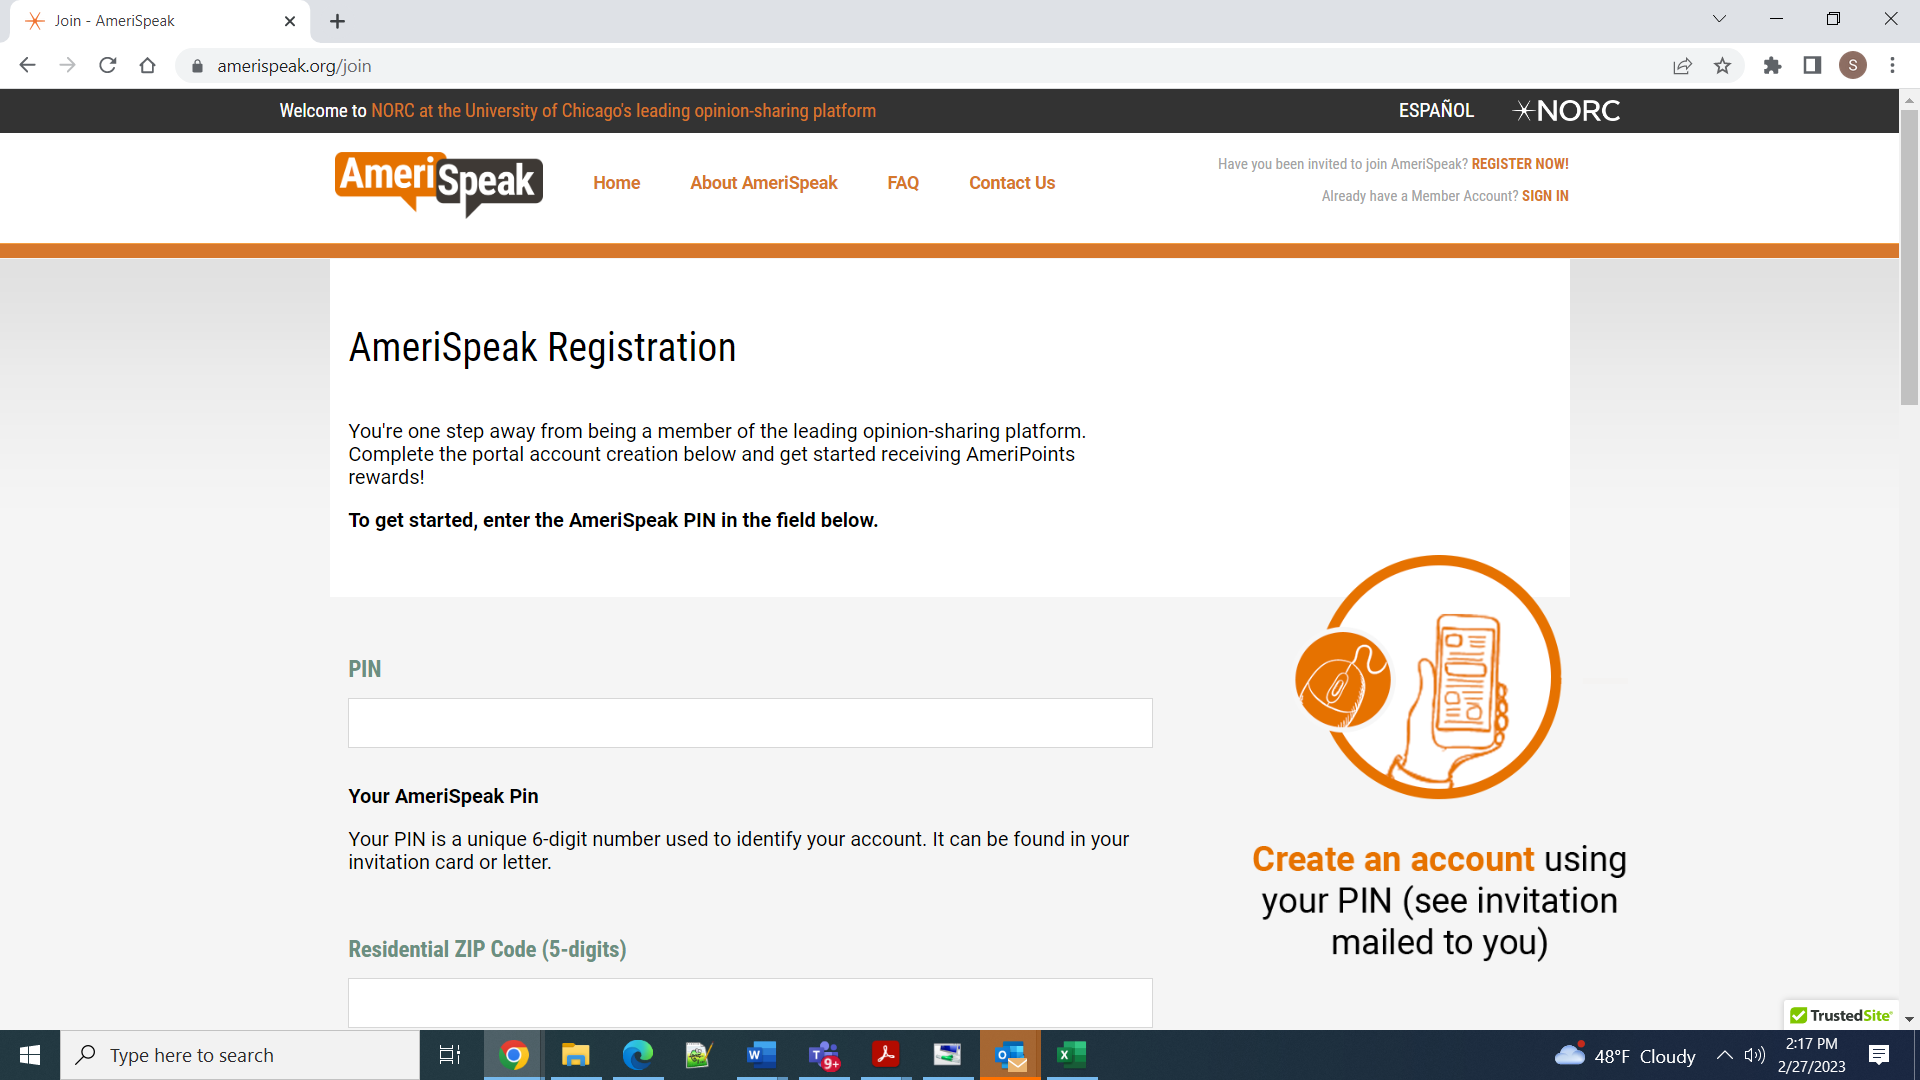 Join - AmeriSpeak
amerispeak.org/join
S
Welcome to NORC at the University of Chicago's leading opinion-sharing platform
ESPAÑOL
NORC
AmeriSpeak
Home
About AmeriSpeak
FAQ
Contact Us
Have you been invited to join AmeriSpeak? REGISTER NOW!
Already have a Member Account? SIGN IN
AmeriSpeak Registration
You're one step away from being a member of the leading opinion-sharing platform.
Complete the portal account creation below and get started receiving AmeriPoints
rewards!
To get started, enter the AmeriSpeak PIN in the field below.
PIN
Your AmeriSpeak Pin
Your PIN is a unique 6-digit number used to identify your account. It can be found in your
invitation card or letter.
Residential ZIP Code (5-digits)
Create an account using
your PIN (see invitation
mailed to you)
TrustedSite
Type here to search
9+
48°F Cloudy
2:17 PM
2/27/2023